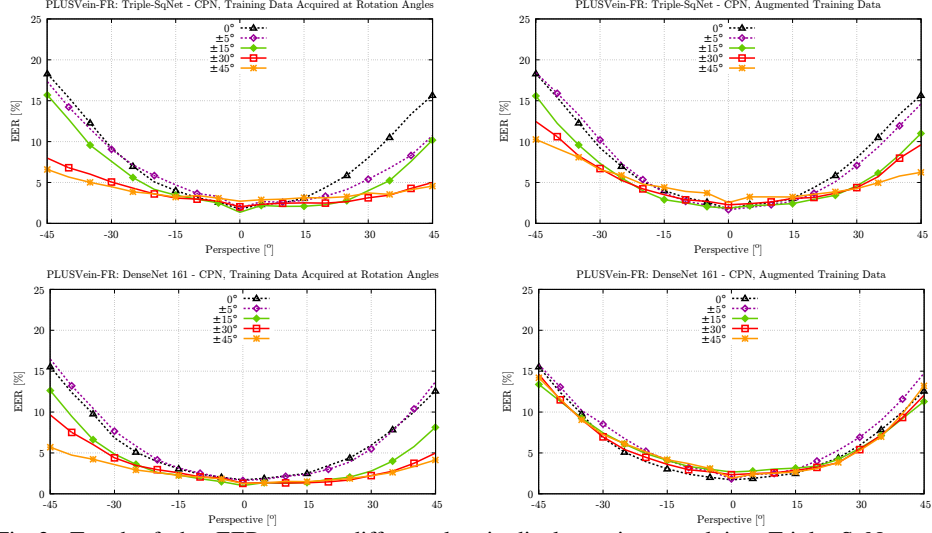 PLUSVein-FR: Triple-SqNet - CPN, Training Data Acquired at Rotation Angles
25
20
15
10
5
0
EER [%]
0°
±5°
±15°
±30°
±45°
-45 -30 -15 0 15 30 45
Perspective [°]
PLUSVein-FR: Triple-SqNet - CPN, Augmented Training Data
25
20
15
10
5
0
EER [%]
0°
±5°
±15°
±30°
±45°
-45 -30 -15 0 15 30 45
Perspective [°]
PLUSVein-FR: DenseNet 161 - CPN, Training Data Acquired at Rotation Angles
25
20
15
10
5
0
EER [%]
0°
±5°
±15°
±30°
±45°
-45 -30 -15 0 15 30 45
Perspective [°]
PLUSVein-FR: DenseNet 161 - CPN, Augmented Training Data
25
20
15
10
5
0
EER [%]
0°
±5°
±15°
±30°
±45°
-45 -30 -15 0 15 30 45
Perspective [°]